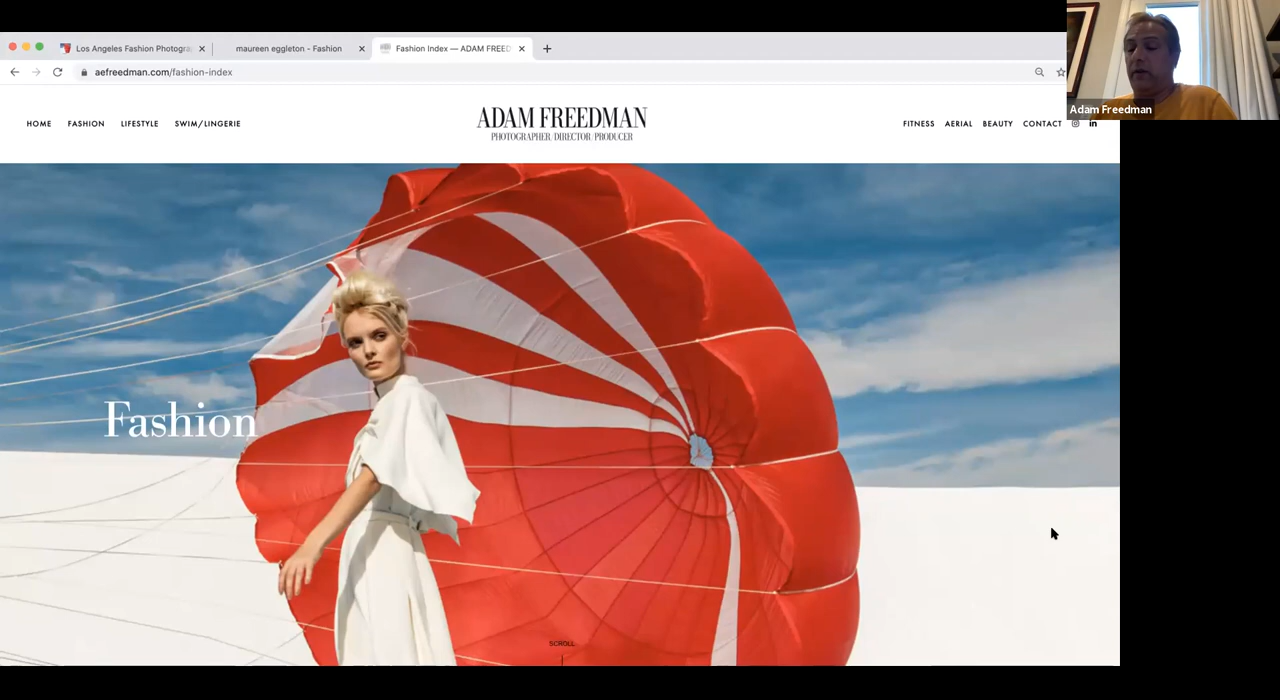 Los Angeles Fashion Photogra
maureen eggleton - Fashion
Fashion Index — ADAM FREED
aefreedman.com/fashion-index
Adam Freedman
HOME FASHION LIFESTYLE SWIM/LINGERIE
ADAM FREEDMAN
PHOTOGRAPHER/DIRECTOR/PRODUCER
FITNESS AERIAL BEAUTY CONTACT in
Fashion
SCROLL